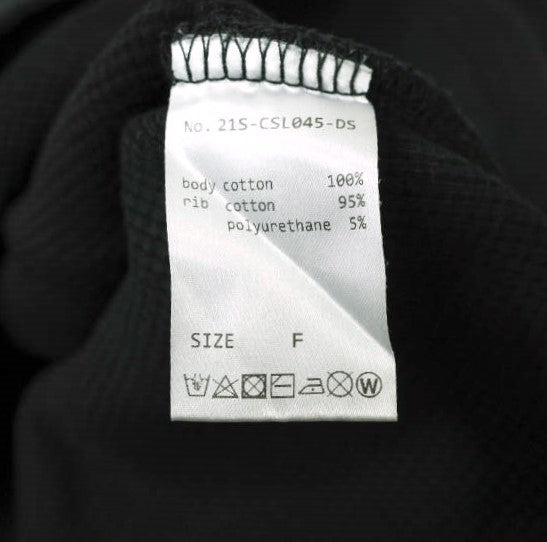 No. 21S-CSL045-DS
body cotton 100%
rib cotton 95%
polyurethane 5%
SIZE F
W